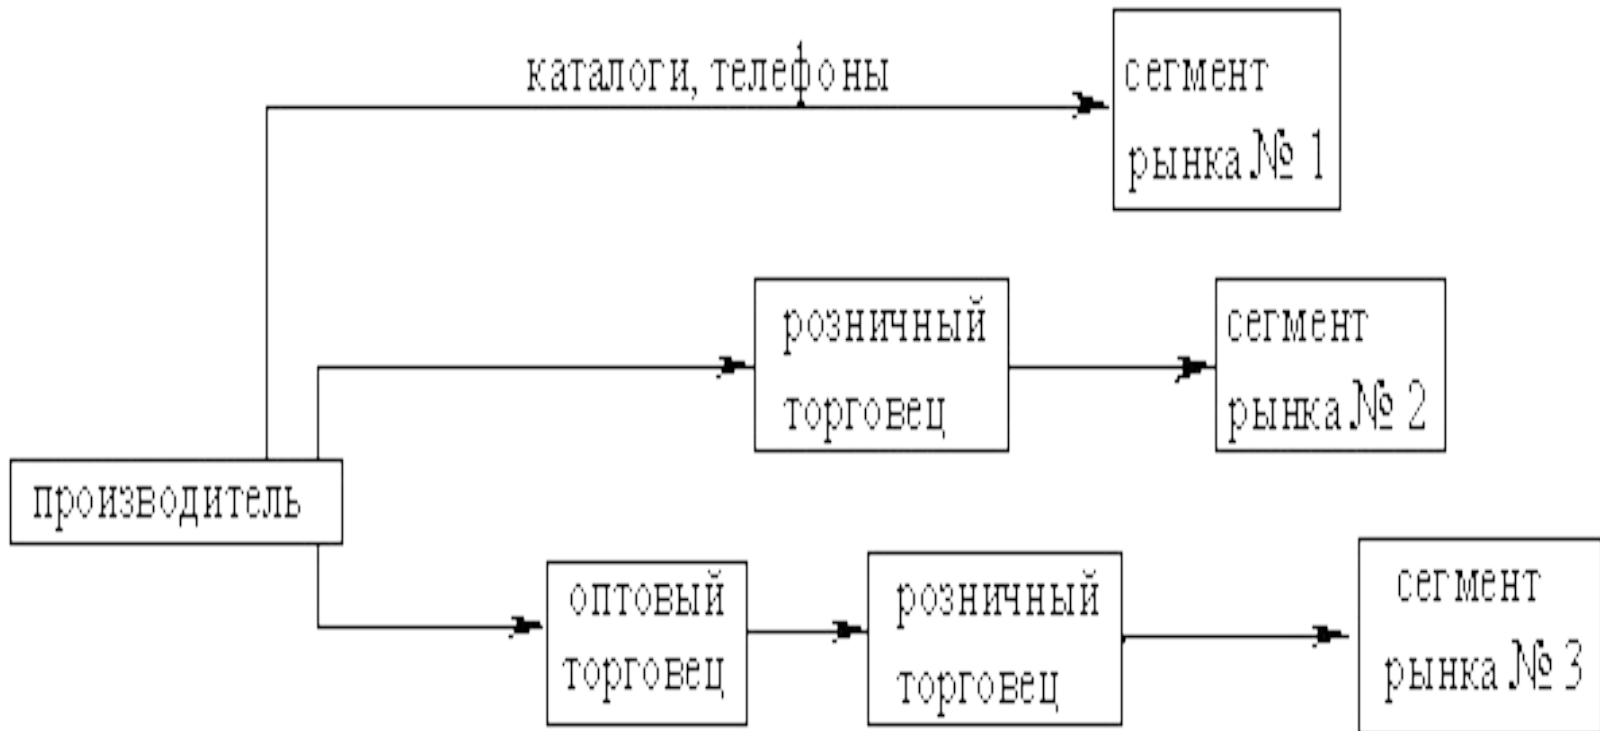 каталоги, телефоны
сегмент
рынка № 1
розничный
торговец
сегмент
рынка № 2
производитель
оптовый
торговец
розничный
торговец
сегмент
рынка № 3